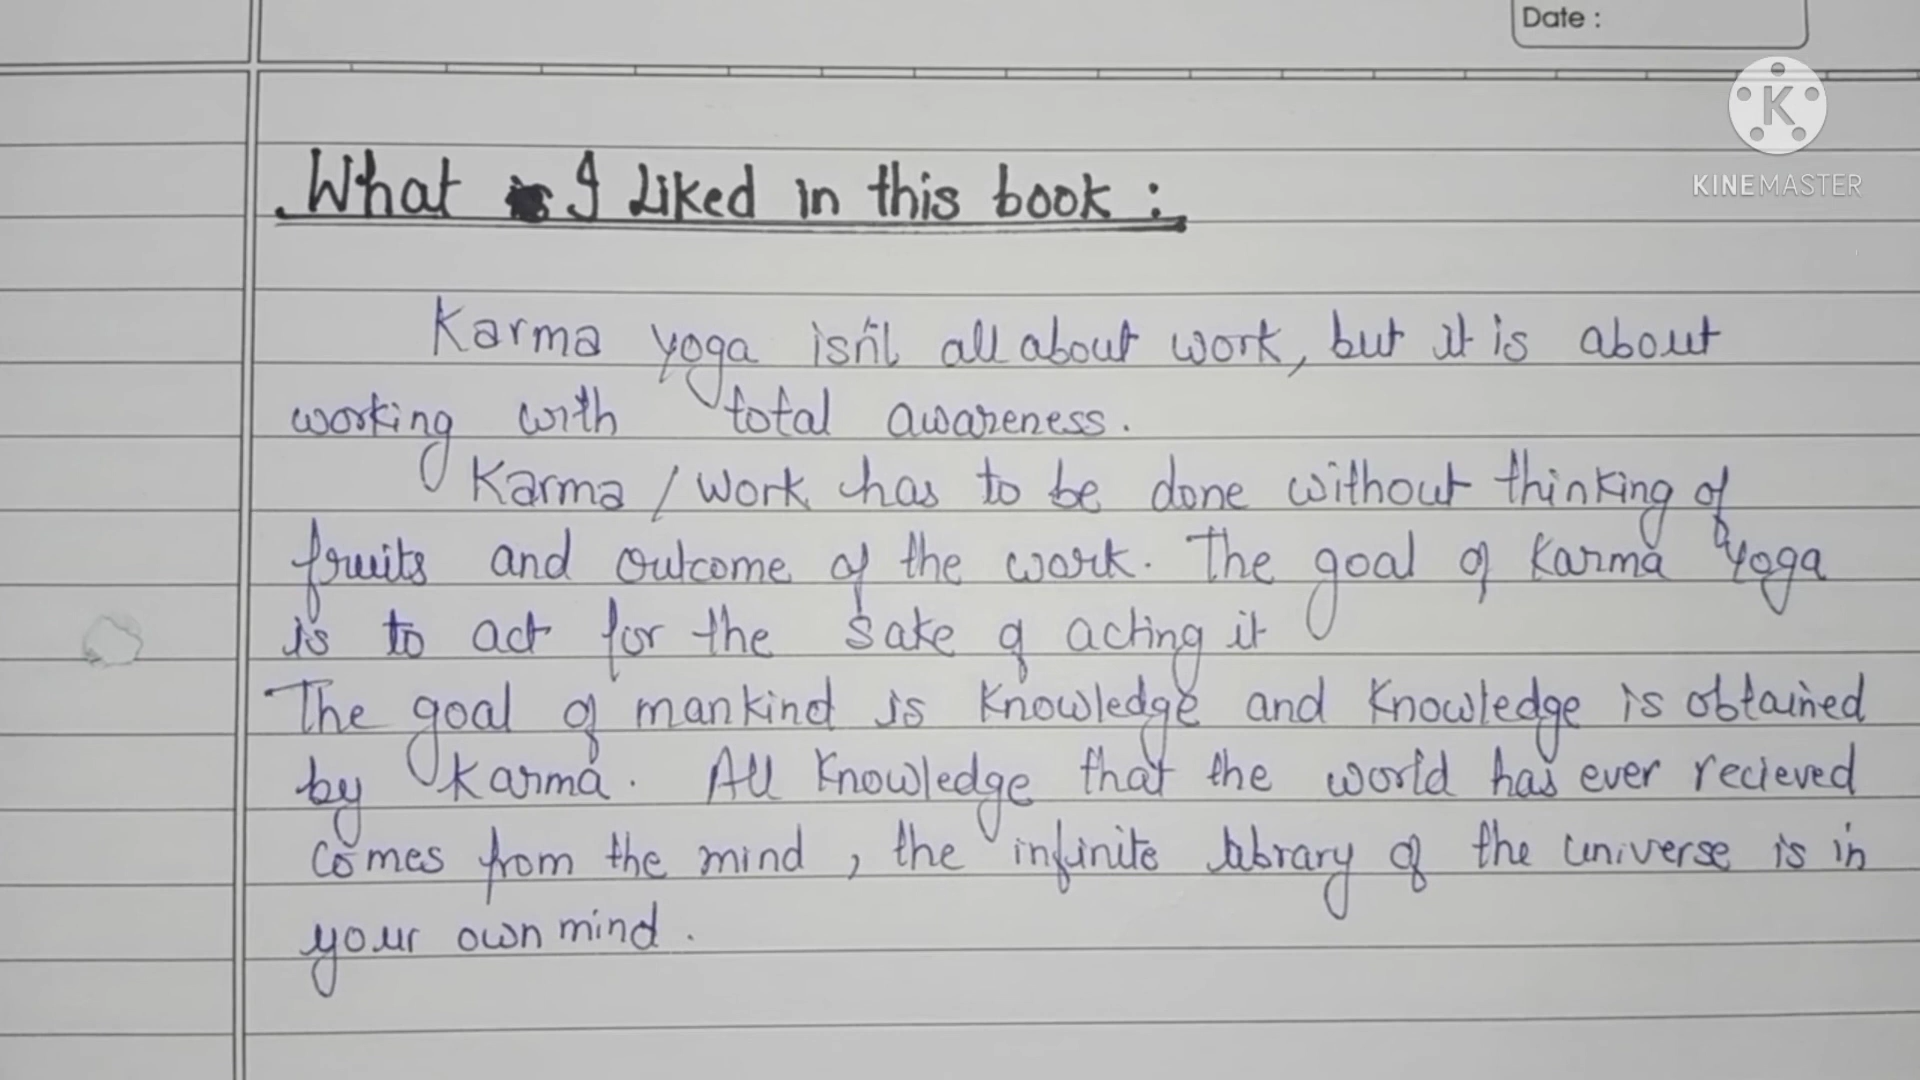 Date :
K
KINEMASTER
What I Liked in this book :
Karma yoga isn't all about work, but it is about
working with total awareness.
Karma / Work has to be done without thinking of
fruits and outcome of the work. The goal of Karma Yoga
is to act for the sake of acting it
The goal of mankind is Knowledge and Knowledge is obtained
by Karma. All Knowledge that the world has ever recieved
comes from the mind, the infinite library of the universe is in
your own mind.